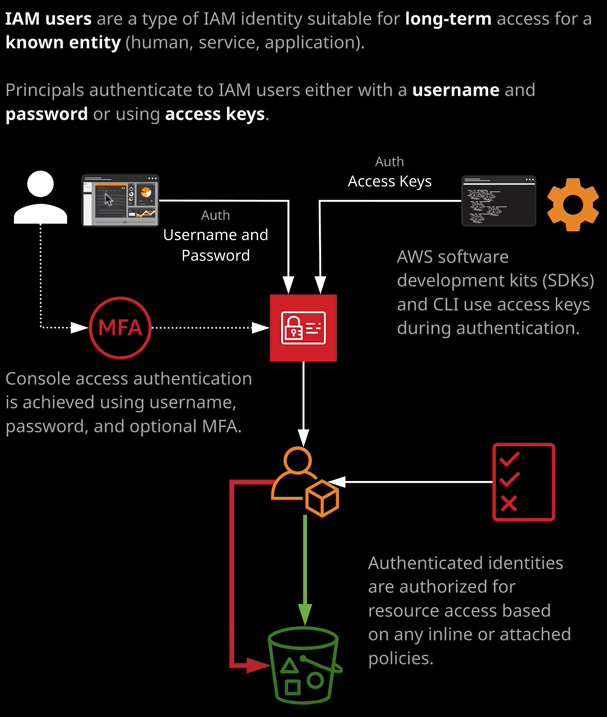 IAM users are a type of IAM identity suitable for long-term access for a
known entity (human, service, application).
Principals authenticate to IAM users either with a username and
password or using access keys.
Auth
Access Keys
Auth
Username and
Password
AWS software
development kits (SDKs)
and CLI use access keys
during authentication.
MFA
Console access authentication
is achieved using username,
password, and optional MFA.
Authenticated identities
are authorized for
resource access based
on any inline or attached
policies.